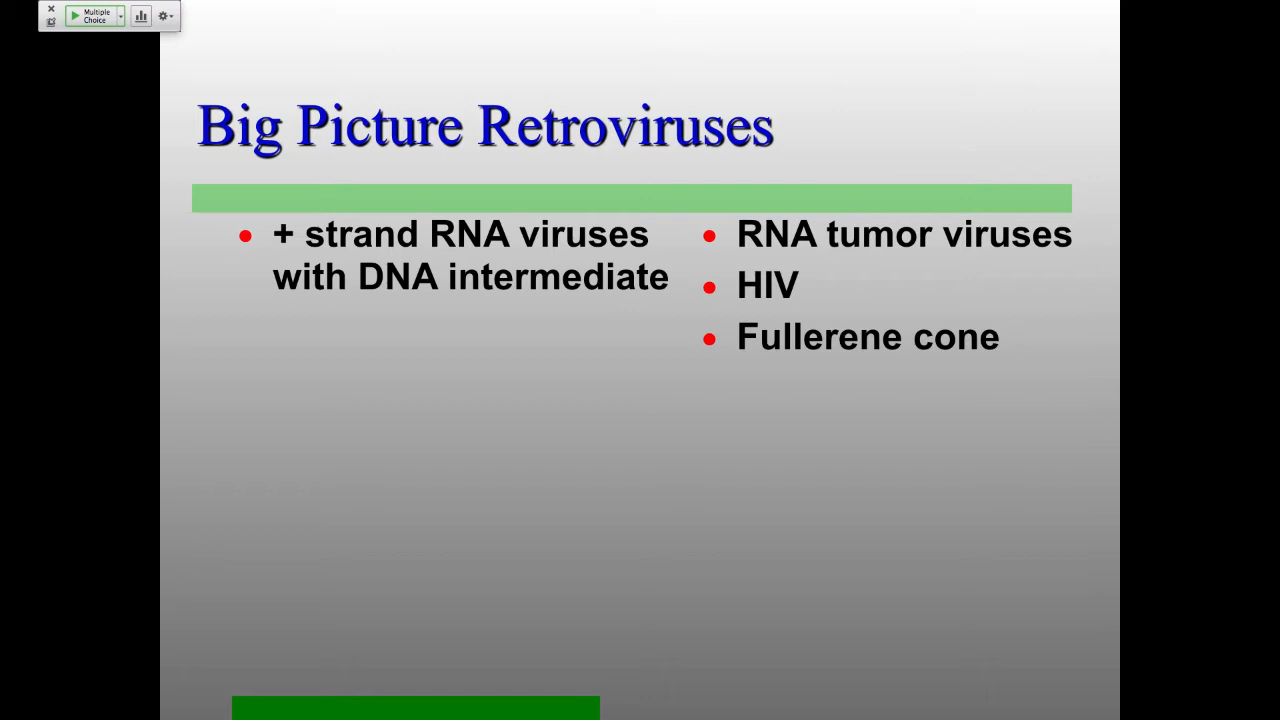 Multiple
Choice
Big Picture Retroviruses
+ strand RNA viruses
with DNA intermediate
RNA tumor viruses
HIV
Fullerene cone